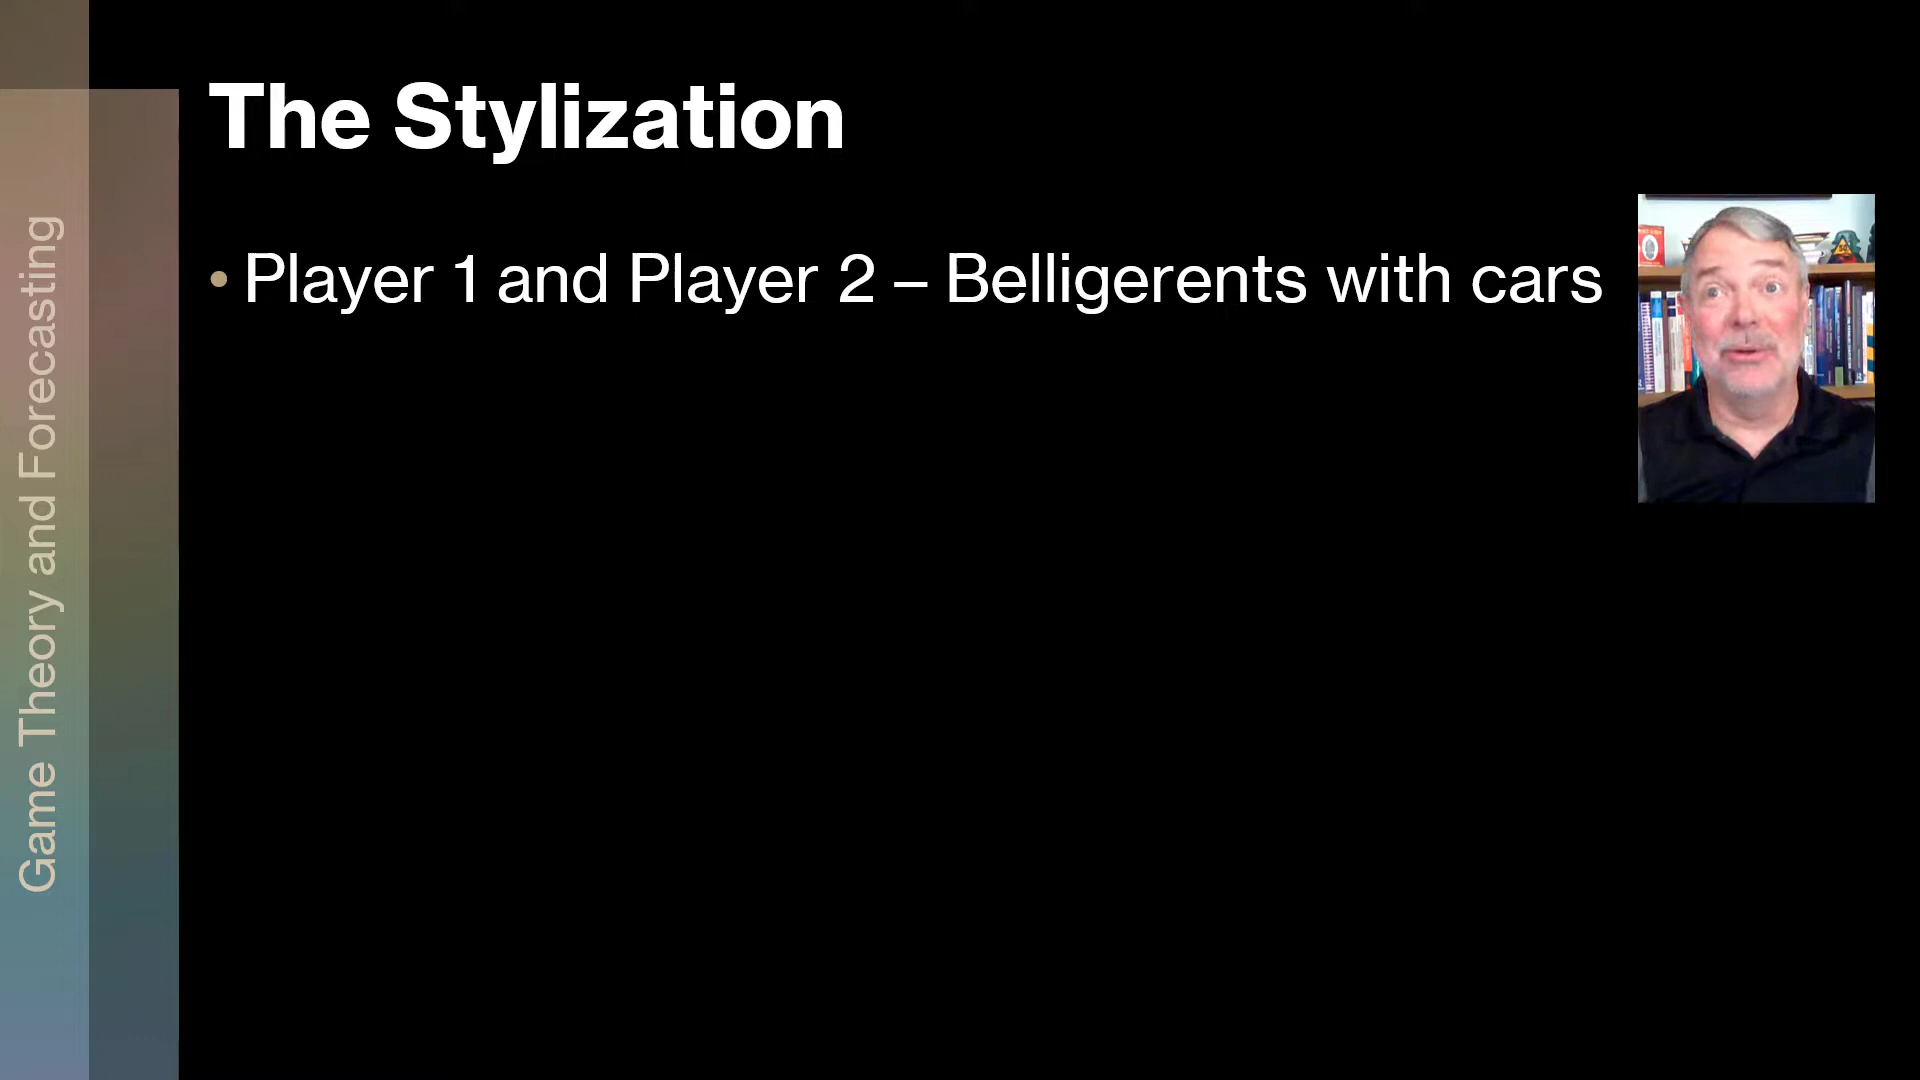 The Stylization
• Player 1 and Player 2 – Belligerents with cars
Game Theory and Forecasting